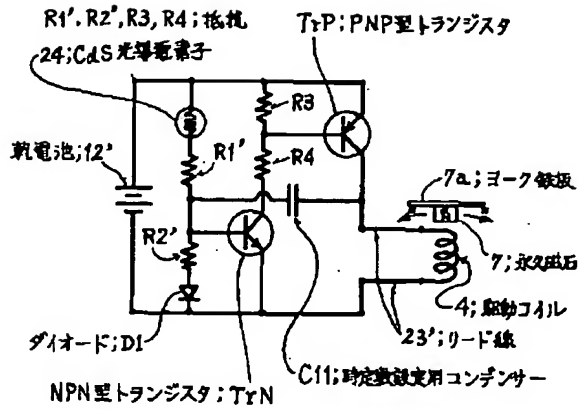 R1', R2', R3, R4;抵抗
24;CdS光導電素子
TrP;PNP型トランジスタ
R3
R4
R1'
乾電池;12'
7a;ヨーク鉄板
R2'
7;永久磁石
4;駆動コイル
23';リード線
ダイオード;D1
C11;時定数設定用コンデンサー
NPN型トランジスタ;TrN